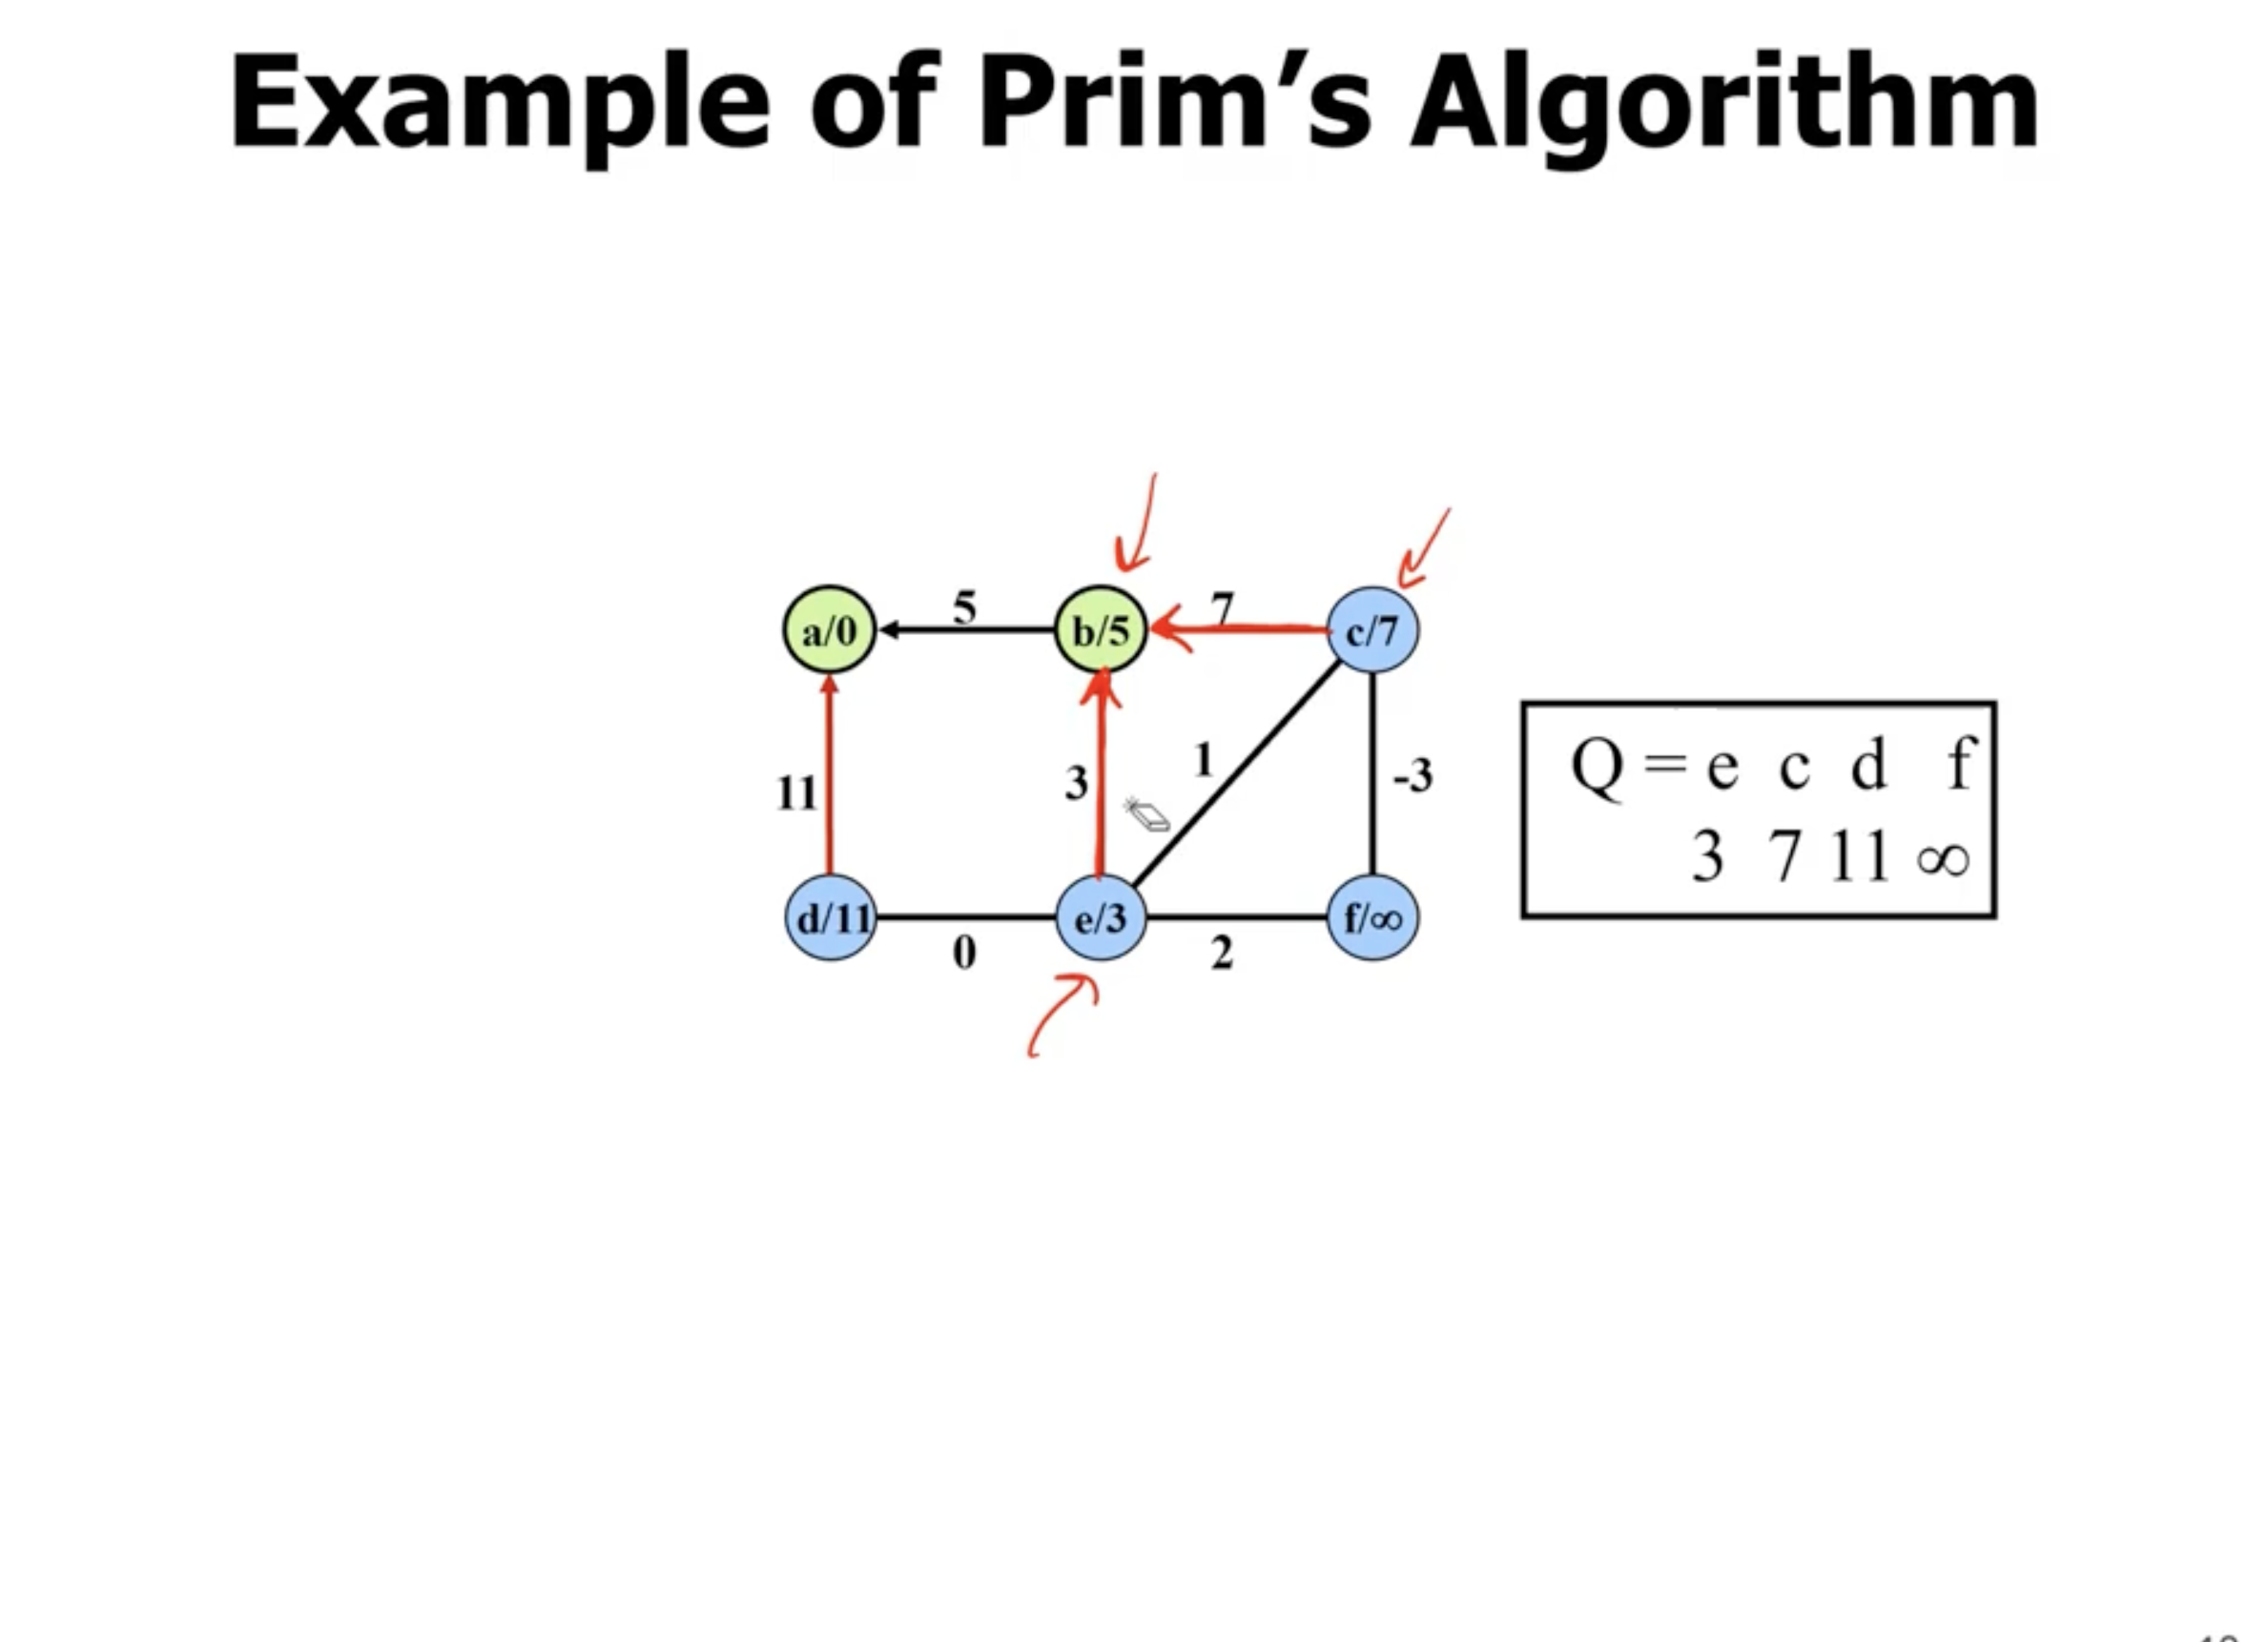 Example of Prim’s Algorithm
5
7
a/0
b/5
c/7
11
3
1
-3
d/11
e/3
f/∞
0
2
Q = e c d f
3 7 11 ∞